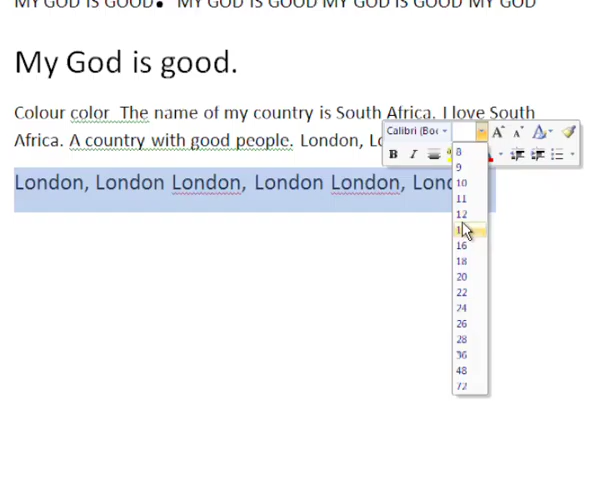 MY GOD IS GOOD. MY GOD IS GOOD MY GOD IS GOOD MY GOD
My God is good.
Colour color The name of my country is South Africa. I love South
Africa. A country with good people. London,
London, London London, London London,
Calibri (Boc
A A A
B I
8
9
10
11
12
16
18
20
22
24
26
28
36
48
72